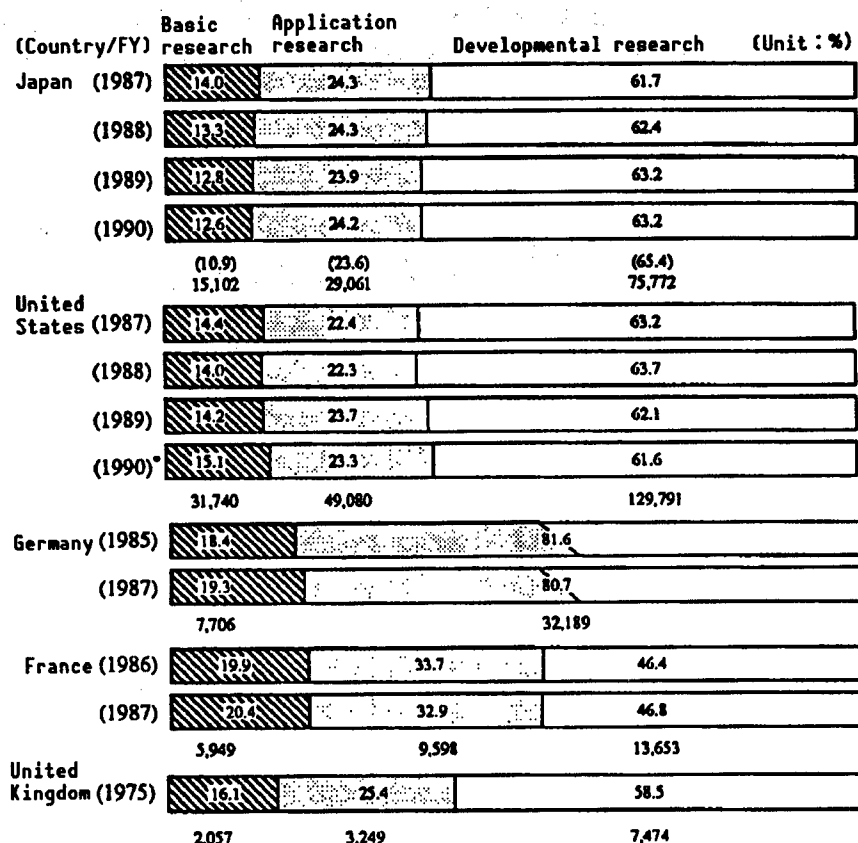 Basic Application
(Country/FY) research research Developmental research (Unit : %)
Japan (1987) 14.0 24.3 61.7
(1988) 13.3 24.3 62.4
(1989) 12.8 23.9 63.2
(1990) 12.6 24.2 63.2
(10.9) (23.6) (65.4)
15,102 29,061 75,772
United
States (1987) 14.4 22.4 63.2
(1988) 14.0 22.3 63.7
(1989) 14.2 23.7 62.1
(1990)* 15.1 23.3 61.6
31,740 49,080 129,791
Germany (1985) 18.4 81.6
(1987) 19.3 80.7
7,706 32,189
France (1986) 19.9 33.7 46.4
(1987) 20.4 32.9 46.8
5,949 9,598 13,653
United
Kingdom (1975) 16.1 25.4 58.5
2,057 3,249 7,474